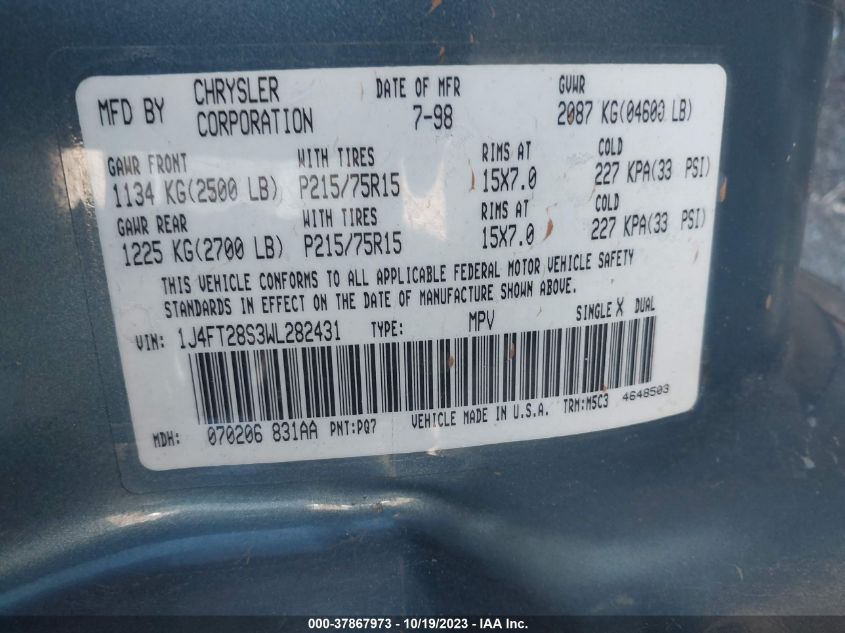 MFD BY CHRYSLER CORPORATION DATE OF MFR 7-98 GVWR 2087 KG(04603 LB)
GAWR FRONT WITH TIRES RIMS AT COLD
1134 KG(2500 LB) P215/75R15 15X7.0 227 KPA(33 PSI)
GAWR REAR WITH TIRES RIMS AT COLD
1225 KG(2700 LB) P215/75R15 15X7.0 227 KPA(33 PSI)
THIS VEHICLE CONFORMS TO ALL APPLICABLE FEDERAL MOTOR VEHICLE SAFETY
STANDARDS IN EFFECT ON THE DATE OF MANUFACTURE SHOWN ABOVE.
VIN: 1J4FT28S3WL282431 TYPE: MPV SINGLE X DUAL
MDH: 070206 831AA PNT:PQ7 VEHICLE MADE IN U.S.A. TRM:M5C3 4648503
000-37867973 - 10/19/2023 - IAAI, Inc.